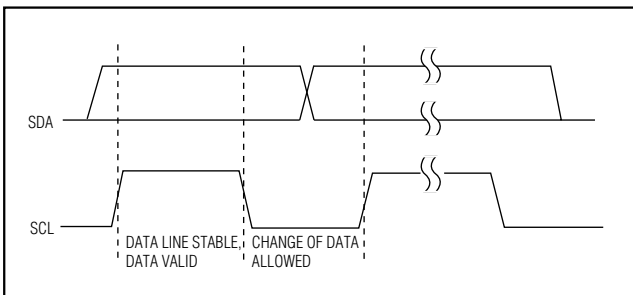 SDA
SCL
DATA LINE STABLE,
DATA VALID
CHANGE OF DATA
ALLOWED